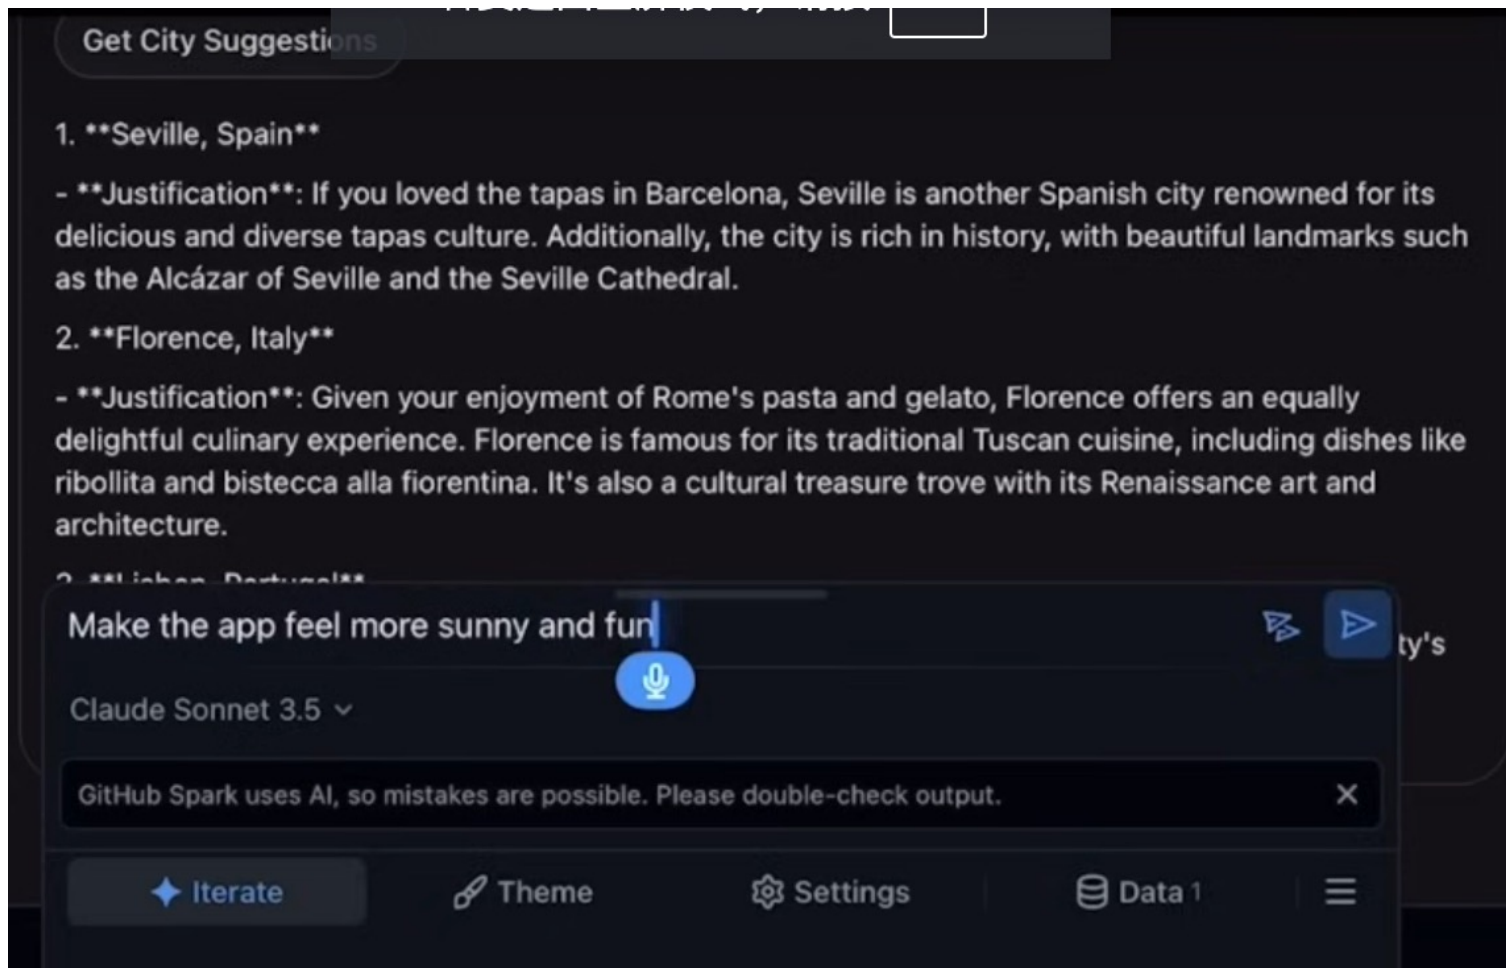 Get City Suggestions
1. **Seville, Spain**
- **Justification**: If you loved the tapas in Barcelona, Seville is another Spanish city renowned for its
delicious and diverse tapas culture. Additionally, the city is rich in history, with beautiful landmarks such
as the Alcázar of Seville and the Seville Cathedral.
2. **Florence, Italy**
- **Justification**: Given your enjoyment of Rome's pasta and gelato, Florence offers an equally
delightful culinary experience. Florence is famous for its traditional Tuscan cuisine, including dishes like
ribollita and bistecca alla fiorentina. It's also a cultural treasure trove with its Renaissance art and
architecture.
3. **Lisbon, Portugal**
Make the app feel more sunny and fun
ty's
Claude Sonnet 3.5
GitHub Spark uses AI, so mistakes are possible. Please double-check output.
Iterate Theme Settings Data 1